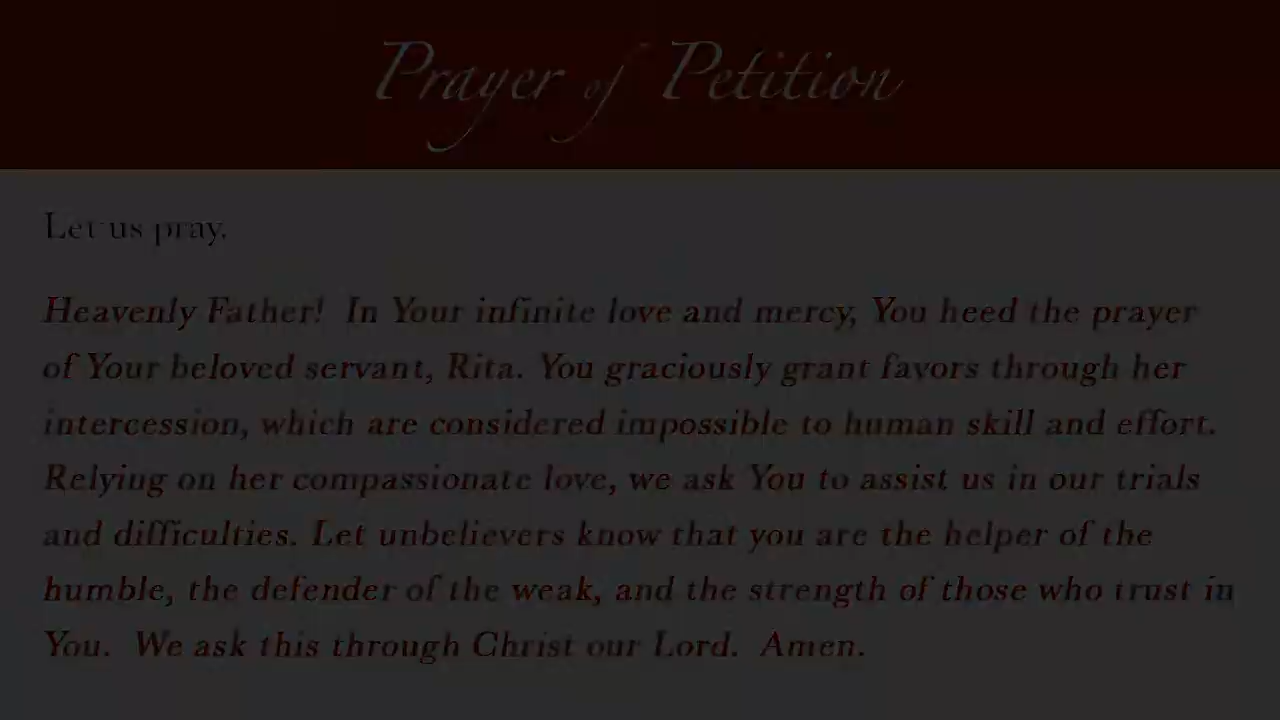 Prayer of Petition
Let us pray.
Heavenly Father!  In Your infinite love and mercy, You heed the prayer
of Your beloved servant, Rita. You graciously grant favors through her
intercession, which are considered impossible to human skill and effort.
Relying on her compassionate love, we ask You to assist us in our trials
and difficulties. Let unbelievers know that you are the helper of the
humble, the defender of the weak, and the strength of those who trust in
You.  We ask this through Christ our Lord.  Amen.